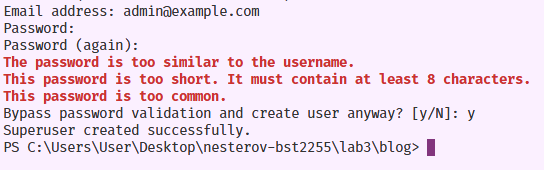 Email address: admin@example.com
Password:
Password (again):
The password is too similar to the username.
This password is too short. It must contain at least 8 characters.
This password is too common.
Bypass password validation and create user anyway? [y/N]: y
Superuser created successfully.
PS C:\Users\User\Desktop\nesterov-bst2255\lab3\blog>